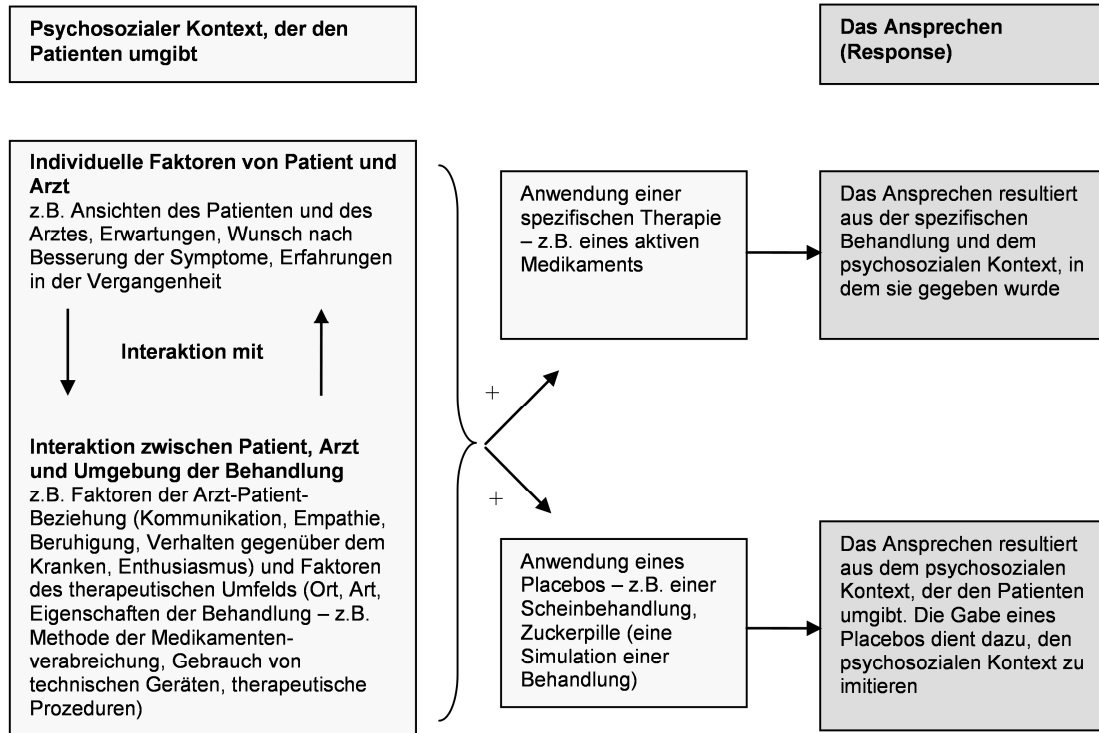 Psychosozialer Kontext, der den
Patienten umgibt
Das Ansprechen
(Response)
Individuelle Faktoren von Patient und
Arzt
z.B. Ansichten des Patienten und des
Arztes, Erwartungen, Wunsch nach
Besserung der Symptome, Erfahrungen
in der Vergangenheit
Interaktion mit
Interaktion zwischen Patient, Arzt
und Umgebung der Behandlung
z.B. Faktoren der Arzt-Patient-
Beziehung (Kommunikation, Empathie,
Beruhigung, Verhalten gegenüber dem
Kranken, Enthusiasmus) und Faktoren
des therapeutischen Umfelds (Ort, Art,
Eigenschaften der Behandlung – z.B.
Methode der Medikamenten-
verabreichung, Gebrauch von
technischen Geräten, therapeutische
Prozeduren)
+
+
Anwendung einer
spezifischen Therapie
– z.B. eines aktiven
Medikaments
Das Ansprechen resultiert
aus der spezifischen
Behandlung und dem
psychosozialen Kontext, in
dem sie gegeben wurde
Anwendung eines
Placebos – z.B. einer
Scheinbehandlung,
Zuckerpille (eine
Simulation einer
Behandlung)
Das Ansprechen resultiert
aus dem psychosozialen
Kontext, der den Patienten
umgibt. Die Gabe eines
Placebos dient dazu, den
psychosozialen Kontext zu
imitieren